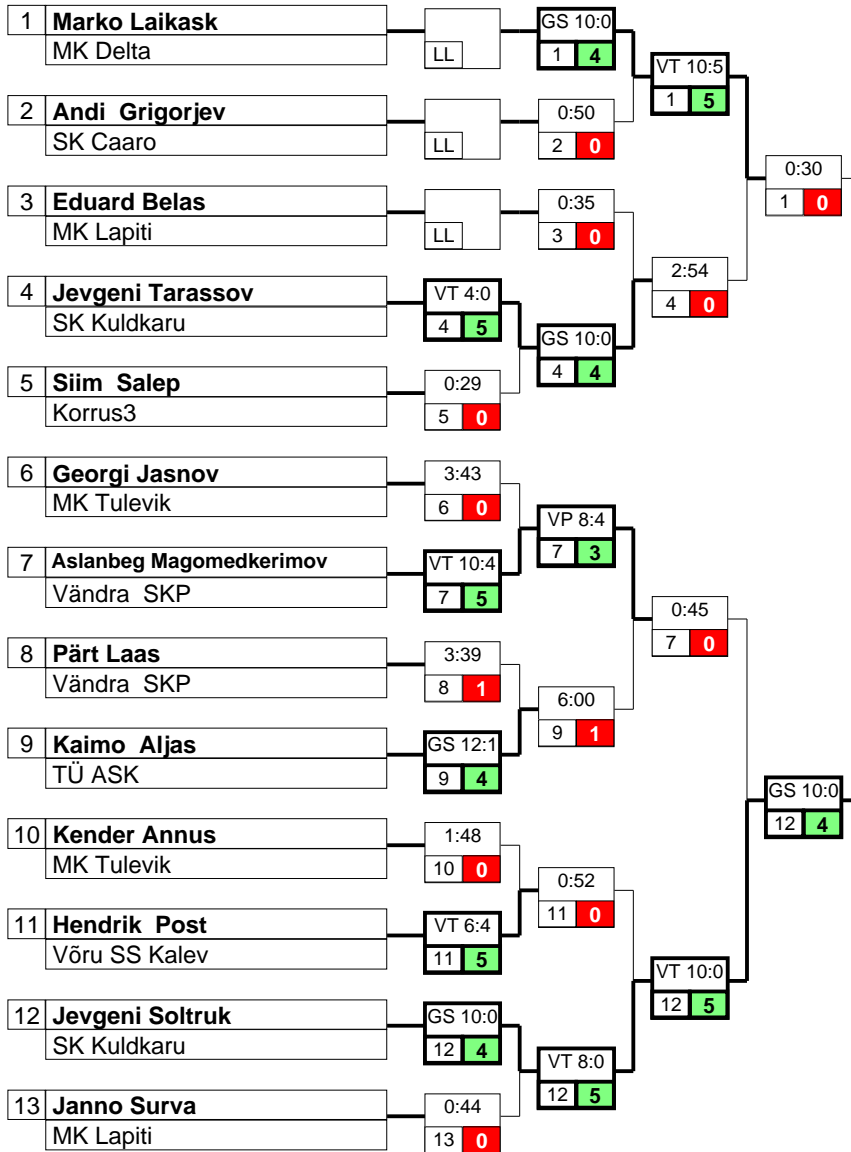 1 Marko Laikask
MK Delta
LL
GS 10:0
1 4
VT 10:5
1 5
2 Andi Grigorjev
SK Caaro
LL
0:50
2 0
0:30
1 0
3 Eduard Belas
MK Lapiti
LL
0:35
3 0
2:54
4 0
4 Jevgeni Tarassov
SK Kuldkaru
VT 4:0
4 5
GS 10:0
4 4
5 Siim Salep
Korrus3
0:29
5 0
6 Georgi Jasnov
MK Tulevik
3:43
6 0
VP 8:4
7 3
7 Aslanbeg Magomedkerimov
Vändra SKP
VT 10:4
7 5
0:45
7 0
8 Pärt Laas
Vändra SKP
3:39
8 1
6:00
9 1
9 Kaimo Aljas
TÜ ASK
GS 12:1
9 4
GS 10:0
12 4
10 Kender Annus
MK Tulevik
1:48
10 0
0:52
11 0
11 Hendrik Post
Võru SS Kalev
VT 6:4
11 5
VT 10:0
12 5
12 Jevgeni Soltruk
SK Kuldkaru
GS 10:0
12 4
VT 8:0
12 5
13 Janno Surva
MK Lapiti
0:44
13 0